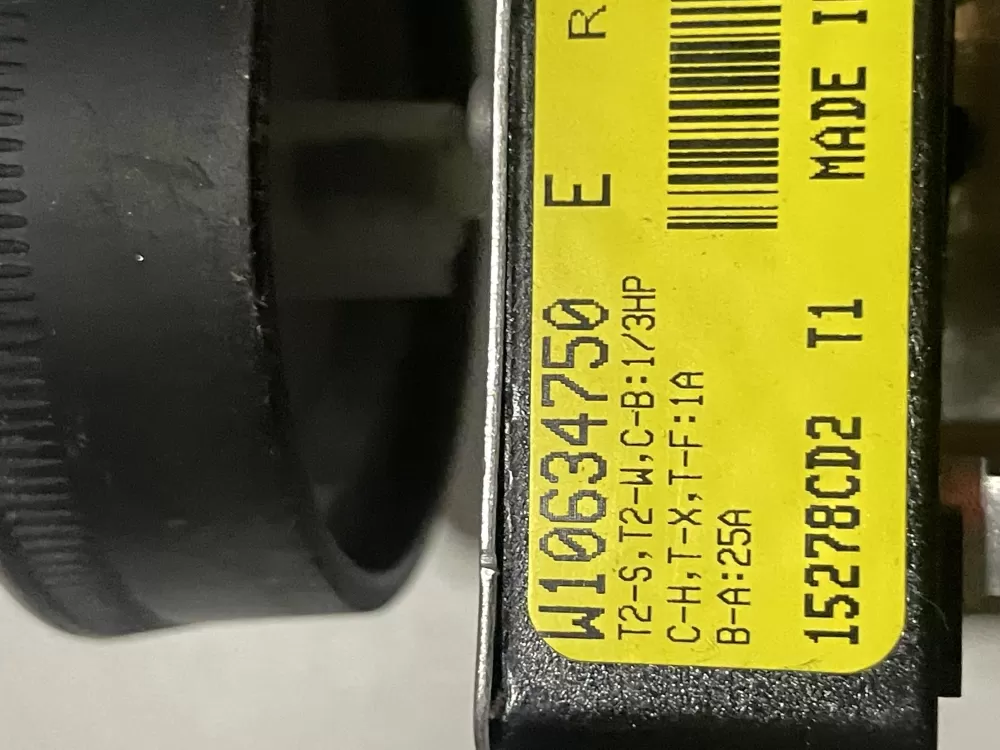 W10634750 E R
T2-S,T2-W,C-B:1/3HP
C-H,T-X,T-F:1A
B-A:25A
15278CD2 T1 MADE I